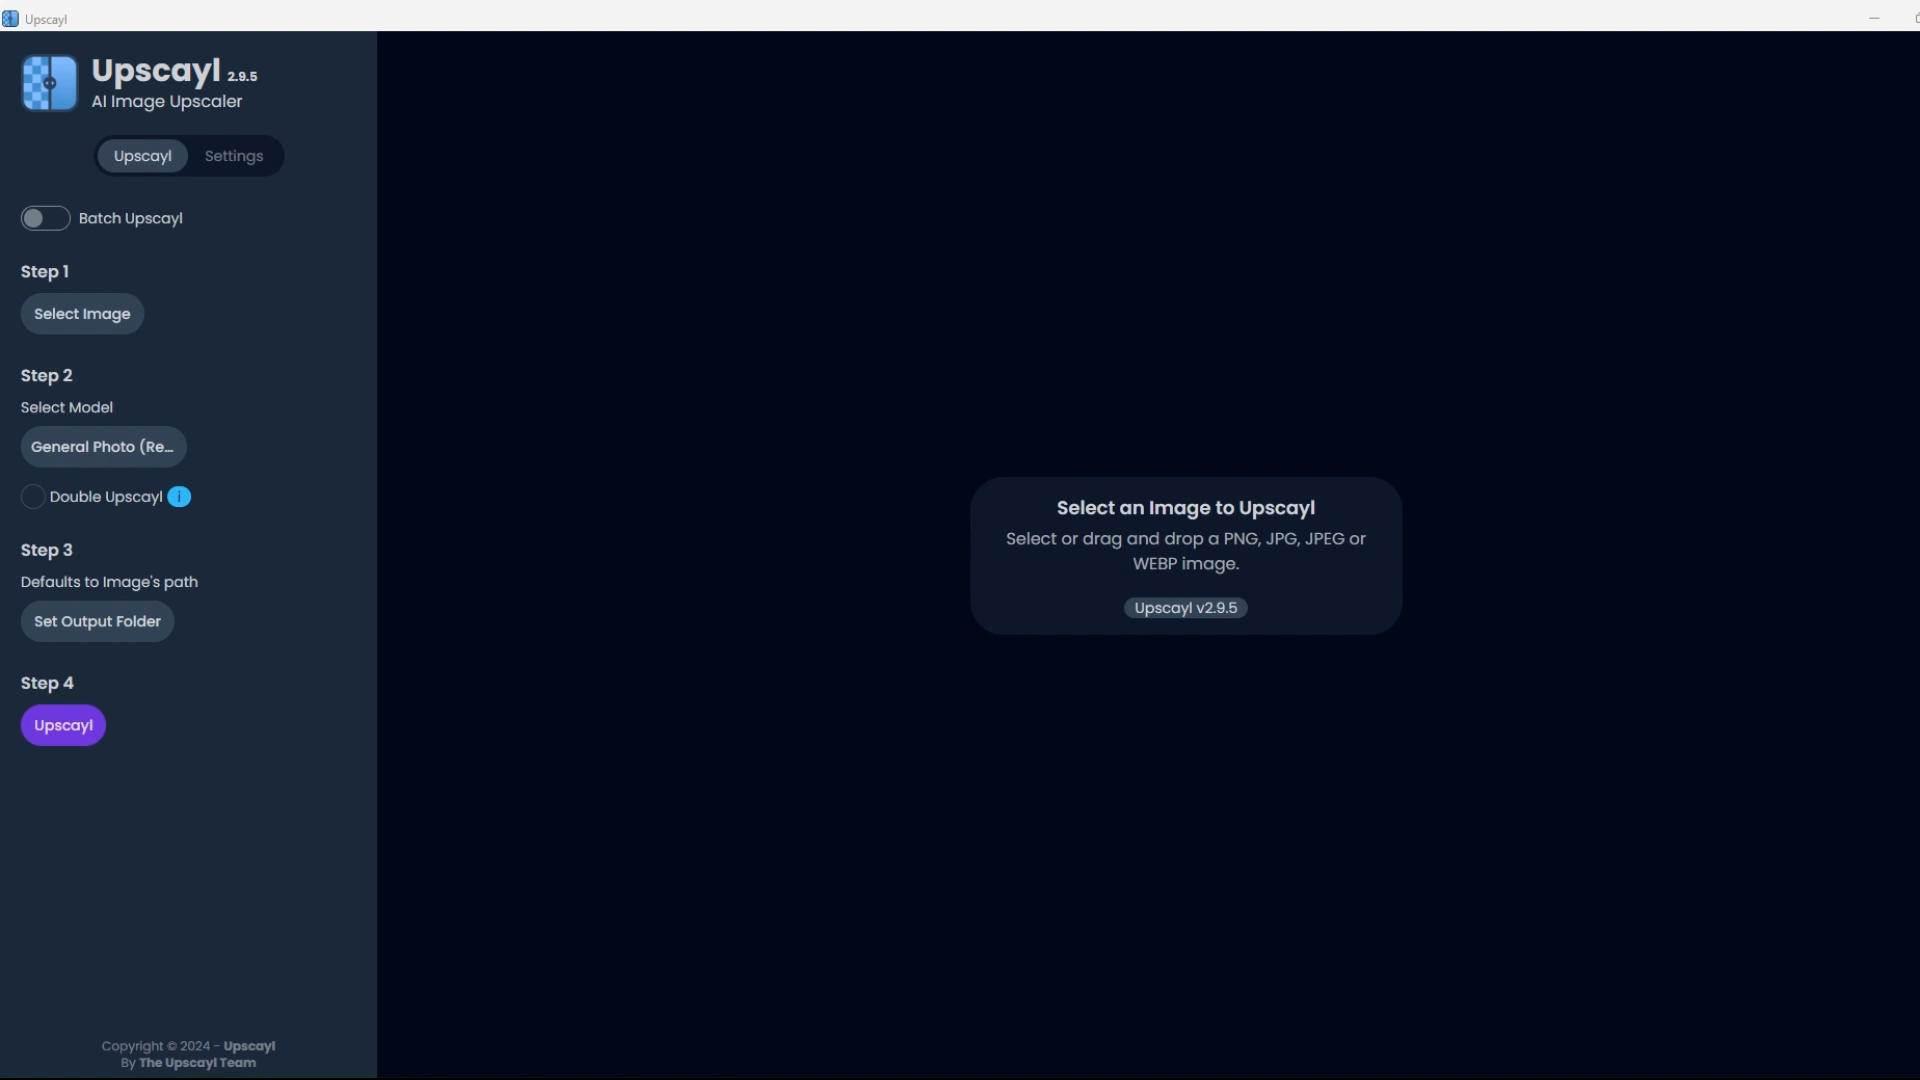 Upscayl
Upscayl 2.9.5
AI Image Upscaler
Upscayl Settings
Batch Upscayl
Step 1
Select Image
Step 2
Select Model
General Photo (Re...
Double Upscayl i
Step 3
Defaults to Image's path
Set Output Folder
Step 4
Upscayl
Copyright © 2024 - Upscayl
By The Upscayl Team
Select an Image to Upscayl
Select or drag and drop a PNG, JPG, JPEG or
WEBP image.
Upscayl v2.9.5